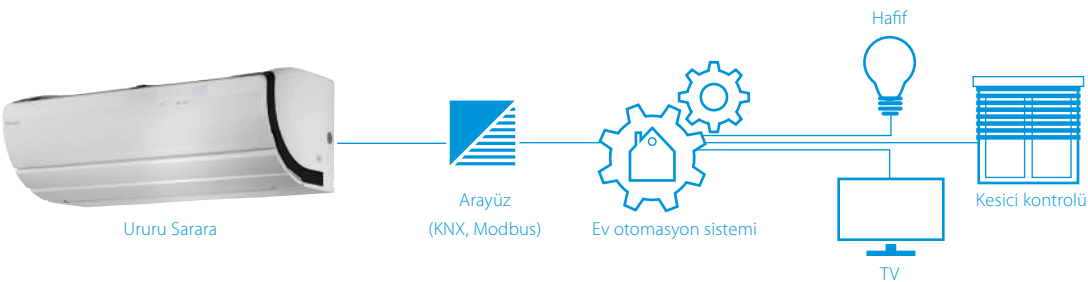 Hafif
Ururu Sarara
Arayüz
(KNX, Modbus)
Ev otomasyon sistemi
Kesici kontrolü
TV